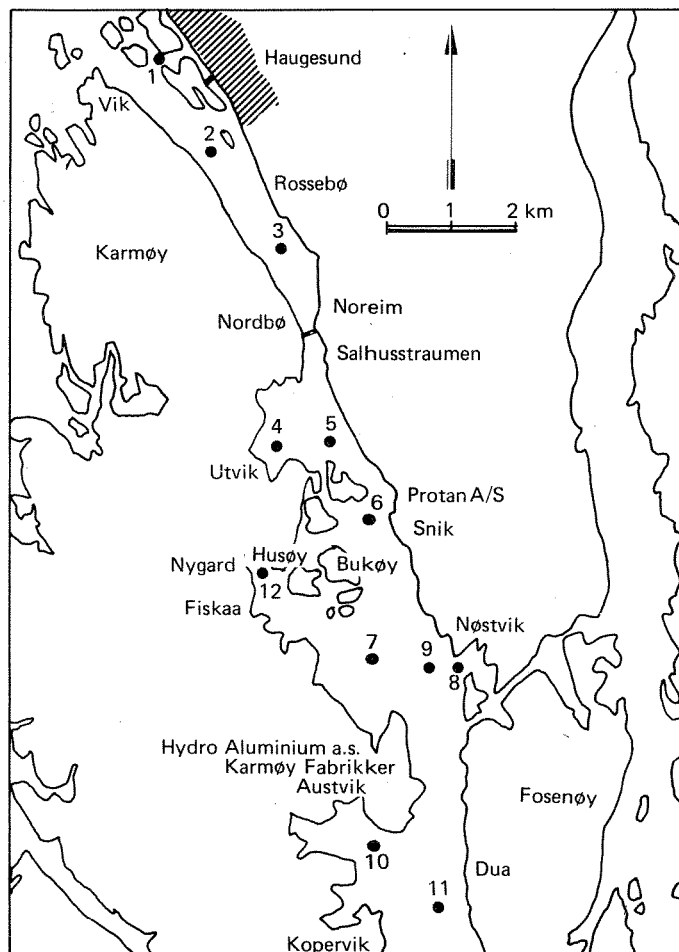 Haugesund
1
Vik
2
Rossebø
0 1 2 km
3
Karmøy
Noreim
Nordbø
Salhusstraumen
4 5
Utvik
Protan A/S
6
Snik
Nygard Husøy Bukøy
12
Fiskaa
Nøstvik
7 9
8
Hydro Aluminium a.s.
Karmøy Fabrikker
Austvik
Fosenøy
10
Dua
11
Kopervik